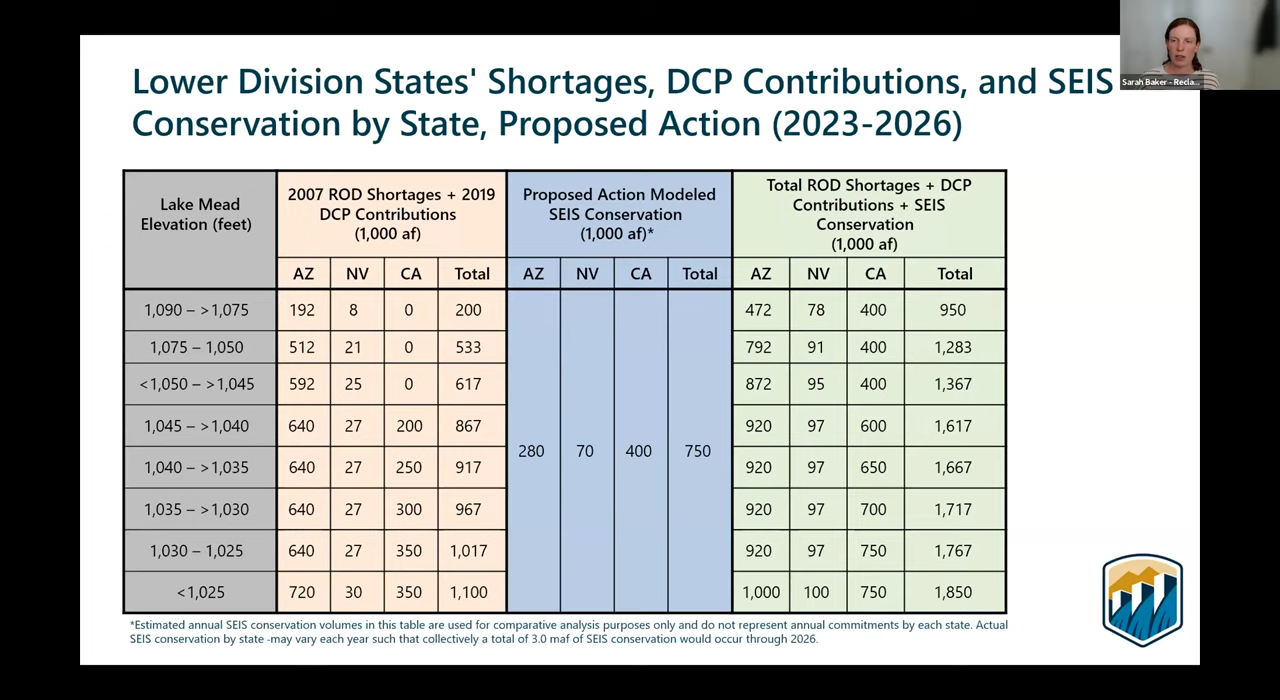 Sarah Baker - Recla...
Lower Division States' Shortages, DCP Contributions, and SEIS
Conservation by State, Proposed Action (2023-2026)
Lake Mead
Elevation (feet)
2007 ROD Shortages + 2019
DCP Contributions
(1,000 af)
Proposed Action Modeled
SEIS Conservation
(1,000 af)*
Total ROD Shortages + DCP
Contributions + SEIS
Conservation
(1,000 af)
AZ NV CA Total AZ NV CA Total AZ NV CA Total
1,090 – >1,075 192 8 0 200 472 78 400 950
1,075 – 1,050 512 21 0 533 792 91 400 1,283
<1,050 – >1,045 592 25 0 617 872 95 400 1,367
1,045 – >1,040 640 27 200 867 920 97 600 1,617
280 70 400 750
1,040 – >1,035 640 27 250 917 920 97 650 1,667
1,035 – >1,030 640 27 300 967 920 97 700 1,717
1,030 – 1,025 640 27 350 1,017 920 97 750 1,767
<1,025 720 30 350 1,100 1,000 100 750 1,850
*Estimated annual SEIS conservation volumes in this table are used for comparative analysis purposes only and do not represent annual commitments by each state. Actual
SEIS conservation by state -may vary each year such that collectively a total of 3.0 maf of SEIS conservation would occur through 2026.